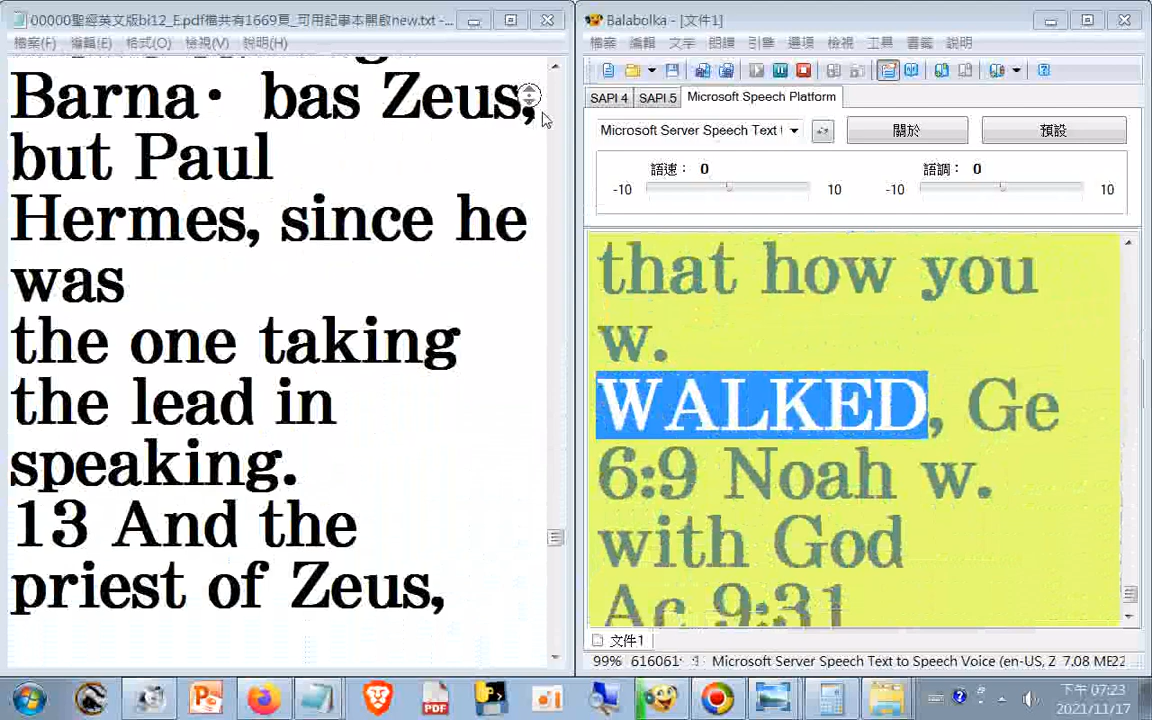 00000聖經英文版bi12_E.pdf檔共有1669頁_可用記事本開啟new.txt -...
檔案(F) 編輯(E) 格式(O) 檢視(V) 說明(H)
Barna· bas Zeus,
but Paul
Hermes, since he
was
the one taking
the lead in
speaking.
13 And the
priest of Zeus,
Balabolka - [文件1]
檔案 編輯 文字 朗讀 引擎 選項 檢視 工具 書籤 說明
SAPI 4 SAPI 5 Microsoft Speech Platform
Microsoft Server Speech Text
關於 預設
語速: 0 語調: 0
-10 10 -10 10
that how you
w.
WALKED, Ge
6:9 Noah w.
with God
Ac 9:31
文件1
99% Microsoft Server Speech Text to Speech Voice (en-US, Z 7.08 ME22
PDF
下午 07:23
2021/11/17